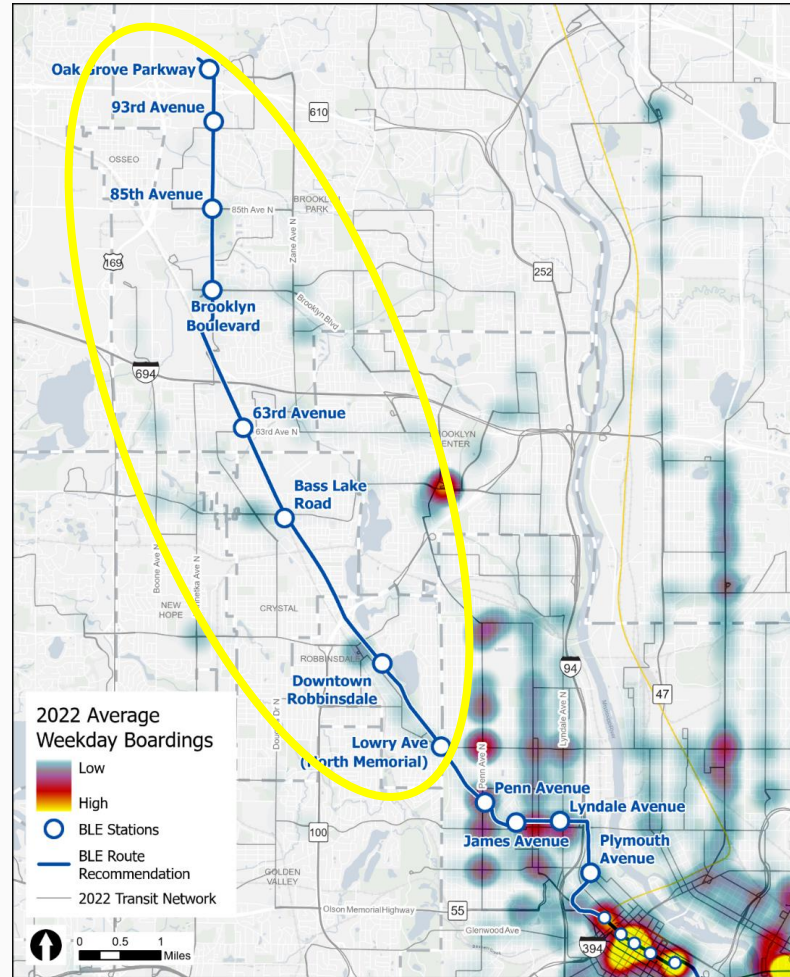 Oak Grove Parkway
93rd Avenue
610
OSSEO
85th Avenue
85th Ave N
BROOKLYN
PARK
Zane Ave N
169
252
Brooklyn
Boulevard
Brooklyn Blvd
694
63rd Avenue
63rd Ave N
BROOKLYN
CENTER
Bass Lake
Road
Boone Ave N
Winnetka Ave N
NEW
HOPE
CRYSTAL
ROBBINSDALE
94
47
Downtown
Robbinsdale
Douglas Dr N
Lyndale Ave N
Lowry Ave
(North Memorial)
Penn Ave N
Penn Avenue
Lyndale Avenue
James Avenue
Plymouth
Avenue
100
GOLDEN
VALLEY
Olson Memorial Highway
55
Glenwood Ave
394
2022 Average
Weekday Boardings
Low
High
BLE Stations
BLE Route
Recommendation
2022 Transit Network
0 0.5 1
Miles